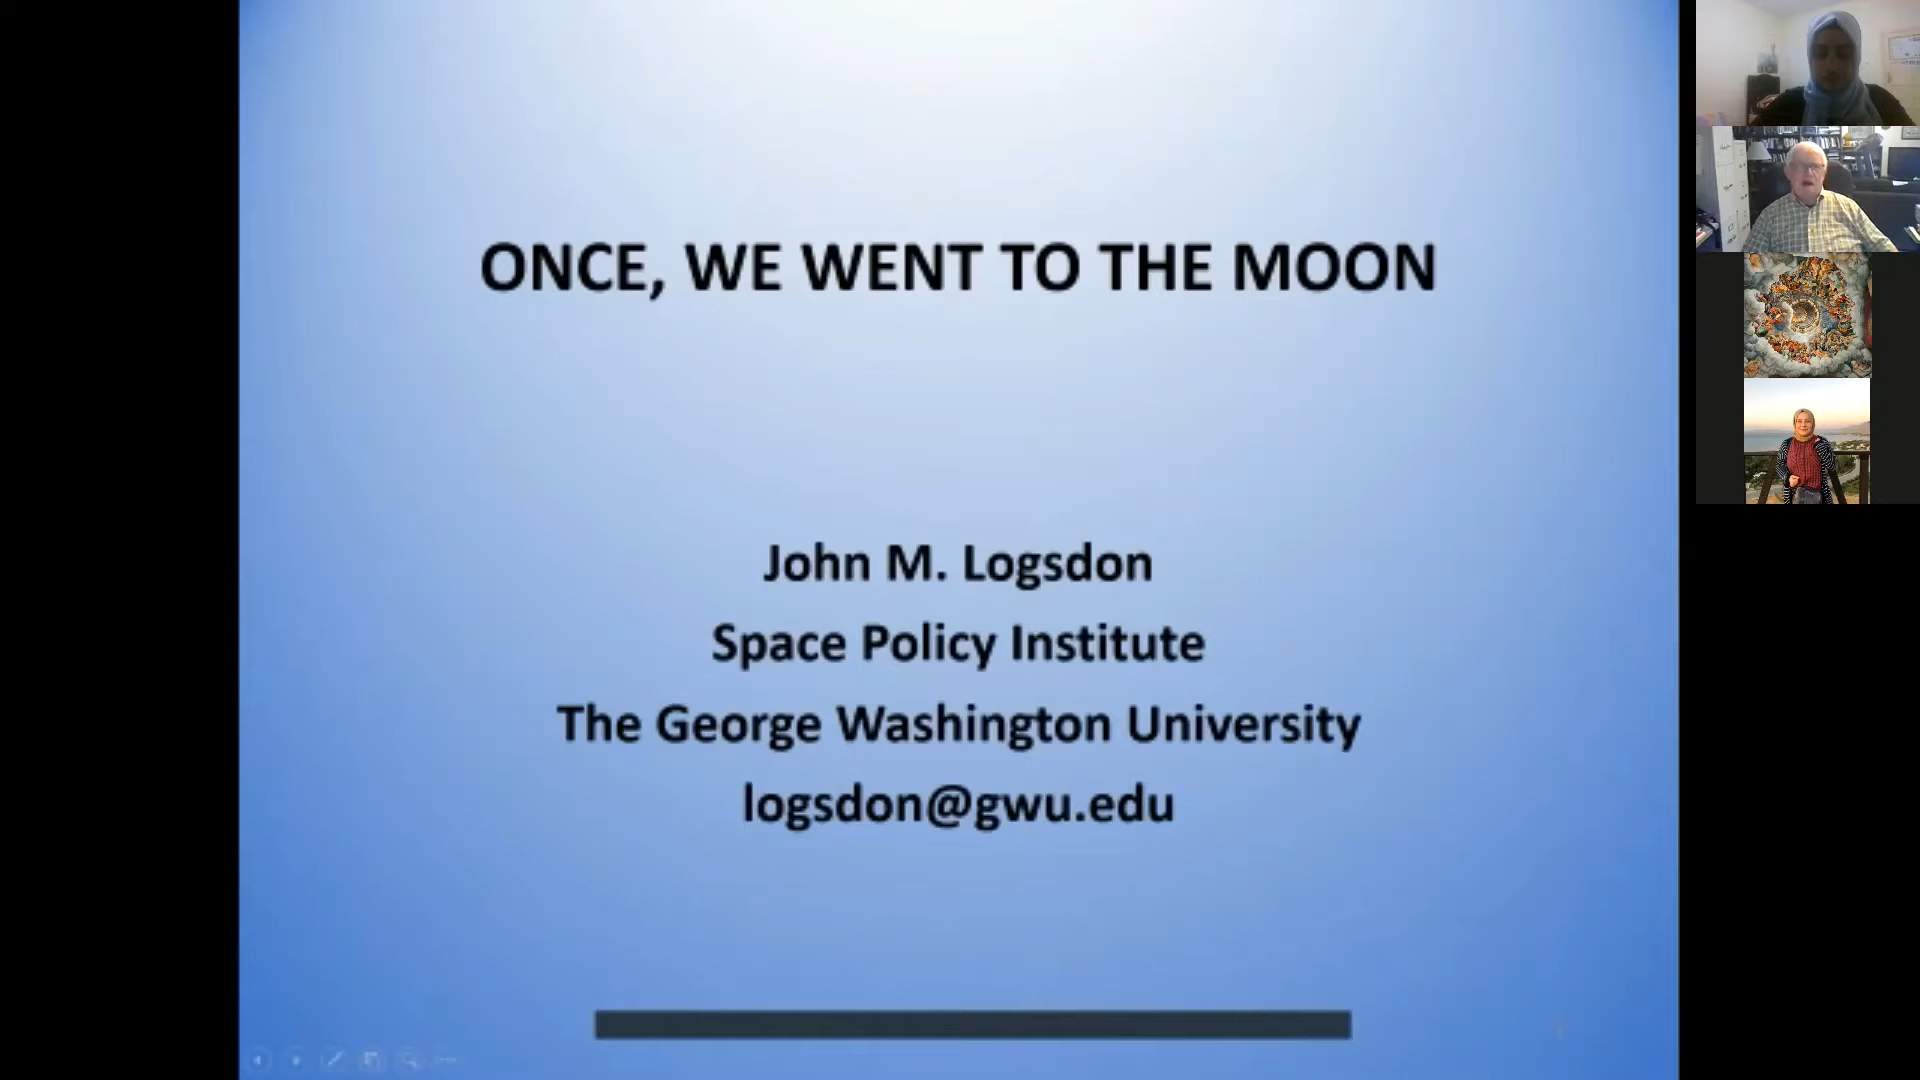 ONCE, WE WENT TO THE MOON
John M. Logsdon
Space Policy Institute
The George Washington University
logsdon@gwu.edu